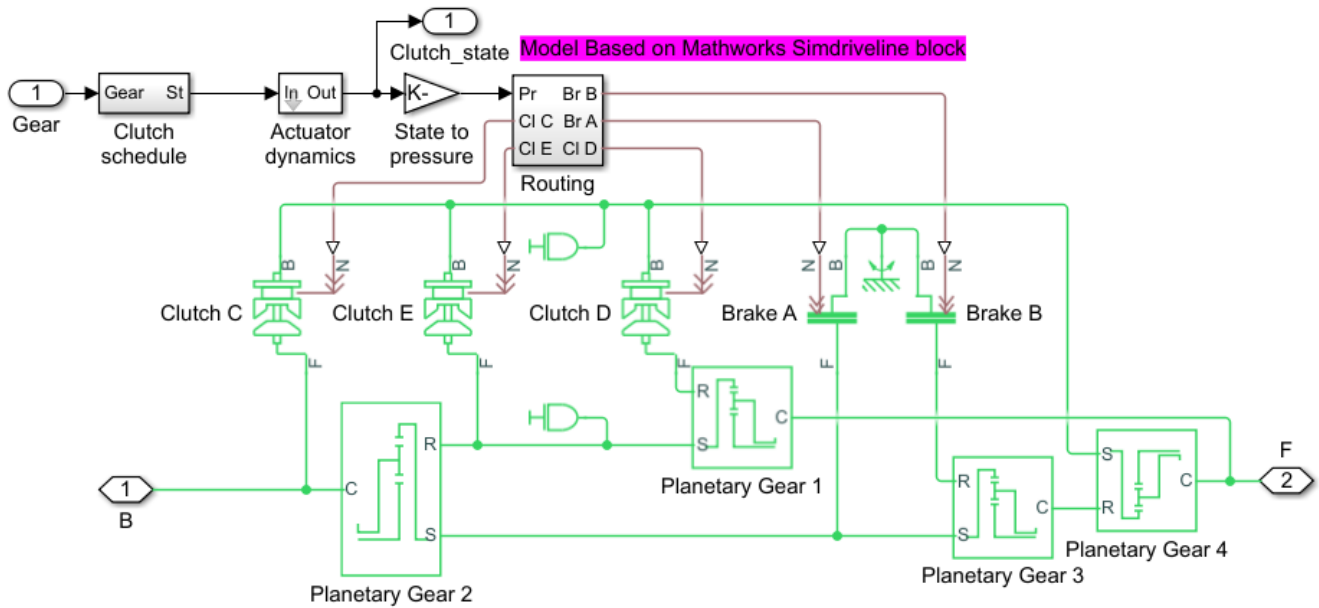 1
Clutch_state
Model Based on Mathworks Simdriveline block
1
Gear
Gear St
Clutch
schedule
In Out
Actuator
dynamics
K-
State to
pressure
Pr Br B
Cl C Br A
Cl E Cl D
Routing
B
N
B
N
B
N
N
B
B
N
Clutch C
Clutch E
Clutch D
Brake A
Brake B
F
F
F
F
F
R
S
C
Planetary Gear 1
C
R
S
Planetary Gear 2
R
S
C
Planetary Gear 3
S
R
C
Planetary Gear 4
1
B
F
2